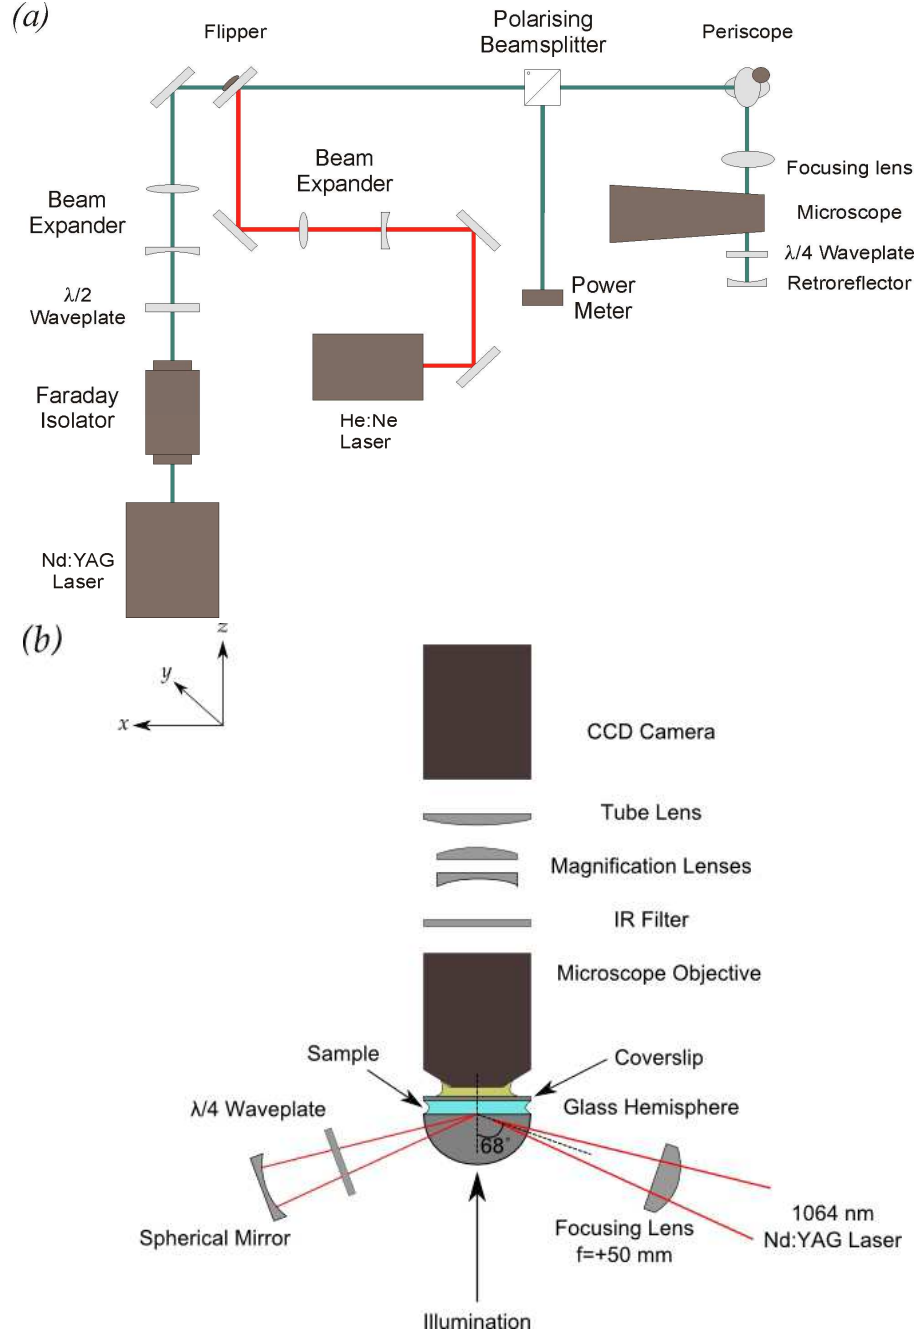 (a)
Flipper
Polarising
Beamsplitter
Periscope
Beam
Expander
Focusing lens
Beam
Expander
Microscope
λ/4 Waveplate
λ/2
Waveplate
Power
Meter
Retroreflector
Faraday
Isolator
He:Ne
Laser
Nd:YAG
Laser
(b)
z
y
x
CCD Camera
Tube Lens
Magnification Lenses
IR Filter
Microscope Objective
Sample
Coverslip
λ/4 Waveplate
Glass Hemisphere
68°
Spherical Mirror
Focusing Lens
f=+50 mm
1064 nm
Nd:YAG Laser
Illumination